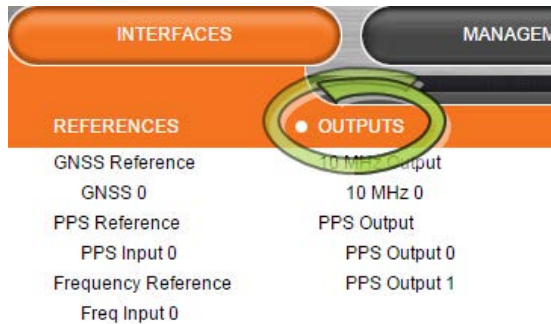 INTERFACES
MANAGEM
REFERENCES
GNSS Reference
GNSS 0
PPS Reference
PPS Input 0
Frequency Reference
Freq Input 0
OUTPUTS
10 MHz Output
10 MHz 0
PPS Output
PPS Output 0
PPS Output 1